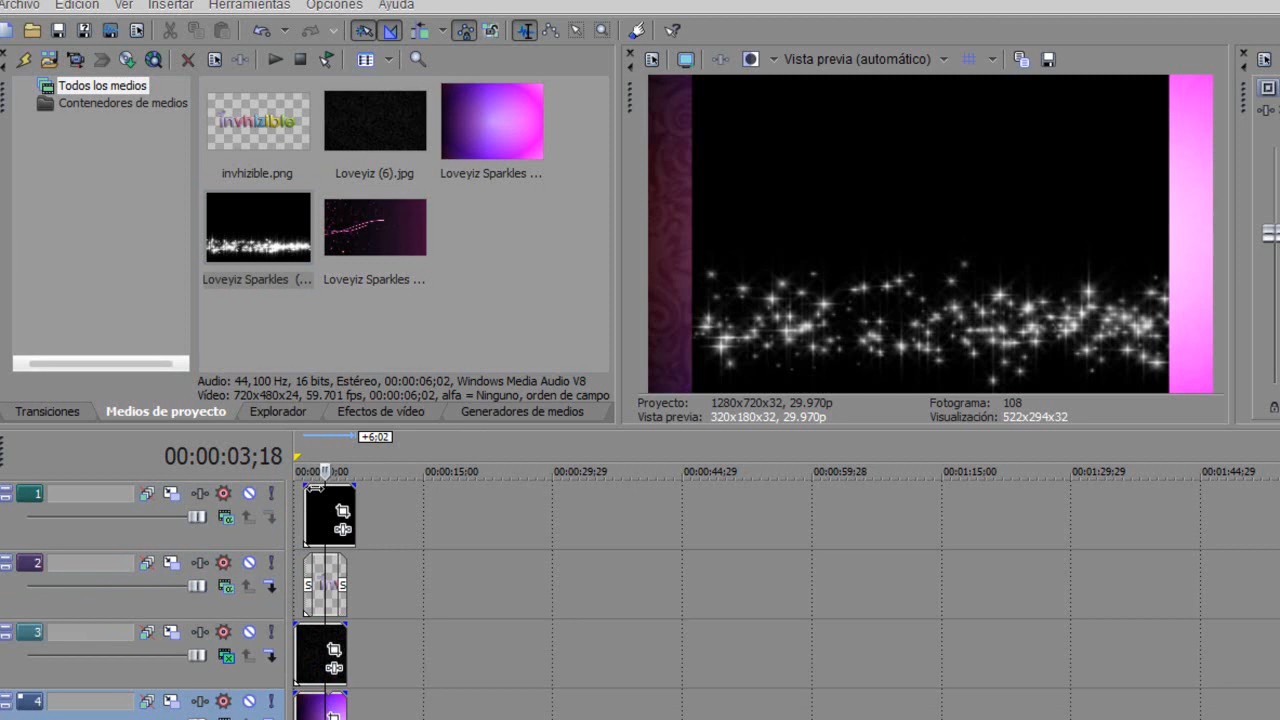 Archivo Edición Ver Insertar Herramientas Opciones Ayuda
Vista previa (automático)
Todos los medios
Contenedores de medios
invhizible
invhizible.png
Loveyiz (6).jpg
Loveyiz Sparkles ...
Loveyiz Sparkles (...
Loveyiz Sparkles ...
Audio: 44,100 Hz, 16 bits, Estéreo, 00:00:06;02, Windows Media Audio V8
Vídeo: 720x480x24, 59.701 fps, 00:00:06;02, alfa = Ninguno, orden de campo
Transiciones Medios de proyecto Explorador Efectos de vídeo Generadores de medios
Proyecto: 1280x720x32, 29.970p Fotograma: 108
Vista previa: 320x180x32, 29.970p Visualización: 522x294x32
+6;02
00:00:03;18
00:00:15;00 00:00:29;29 00:00:44;29 00:00:59;28 00:01:15;00 00:01:29;29 00:01:44;29
1
2
S S
3
4